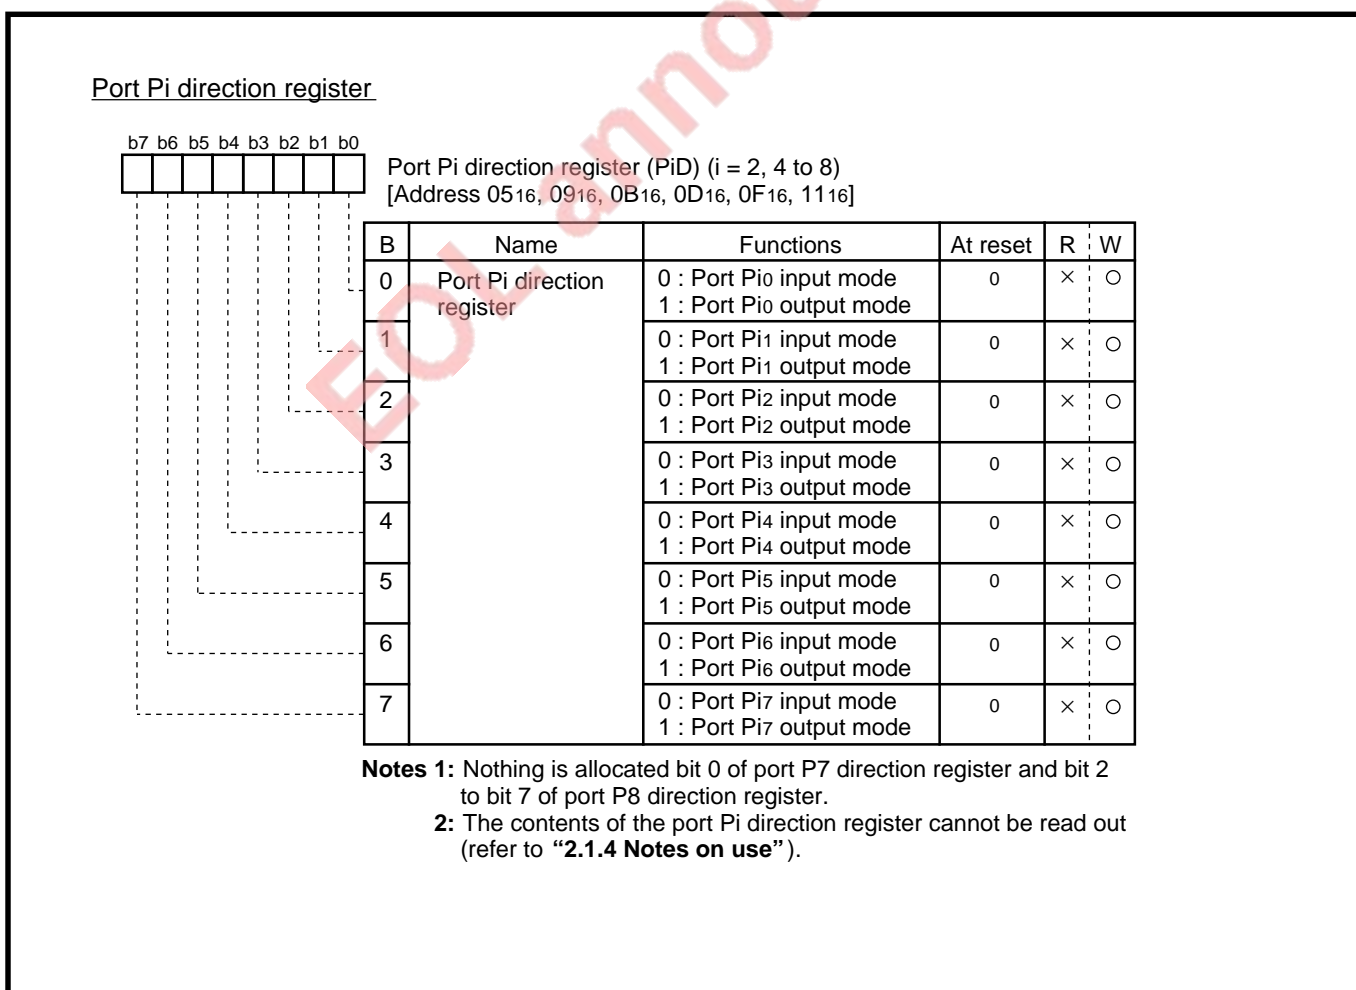 Port Pi direction register
b7 b6 b5 b4 b3 b2 b1 b0
Port Pi direction register (PiD) (i = 2, 4 to 8)
[Address 0516, 0916, 0B16, 0D16, 0F16, 1116]
B Name Functions At reset R W
0 Port Pi direction register 0 : Port Pi0 input mode 0 × ○
1 : Port Pi0 output mode
1 0 : Port Pi1 input mode 0 × ○
1 : Port Pi1 output mode
2 0 : Port Pi2 input mode 0 × ○
1 : Port Pi2 output mode
3 0 : Port Pi3 input mode 0 × ○
1 : Port Pi3 output mode
4 0 : Port Pi4 input mode 0 × ○
1 : Port Pi4 output mode
5 0 : Port Pi5 input mode 0 × ○
1 : Port Pi5 output mode
6 0 : Port Pi6 input mode 0 × ○
1 : Port Pi6 output mode
7 0 : Port Pi7 input mode 0 × ○
1 : Port Pi7 output mode
Notes 1: Nothing is allocated bit 0 of port P7 direction register and bit 2
to bit 7 of port P8 direction register.
2: The contents of the port Pi direction register cannot be read out
(refer to “2.1.4 Notes on use”).
EOL